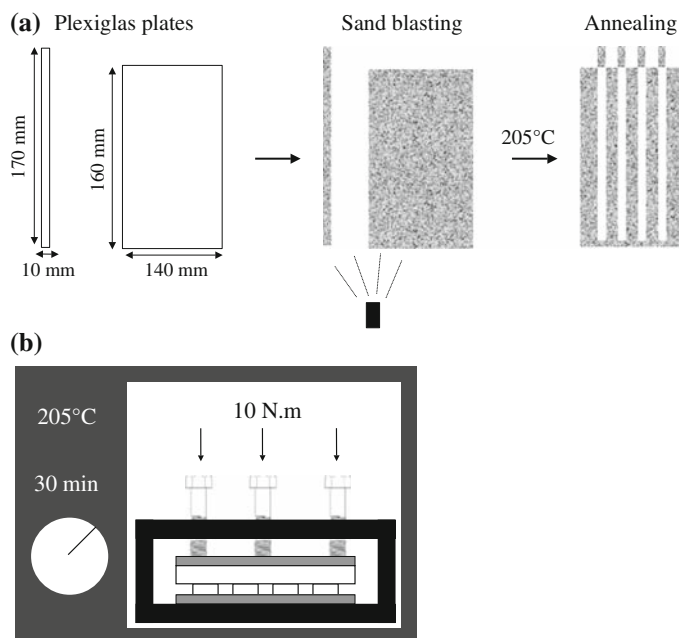 (a) Plexiglas plates Sand blasting Annealing
170 mm
160 mm
205°C
10 mm
140 mm
(b)
205°C
10 N.m
30 min